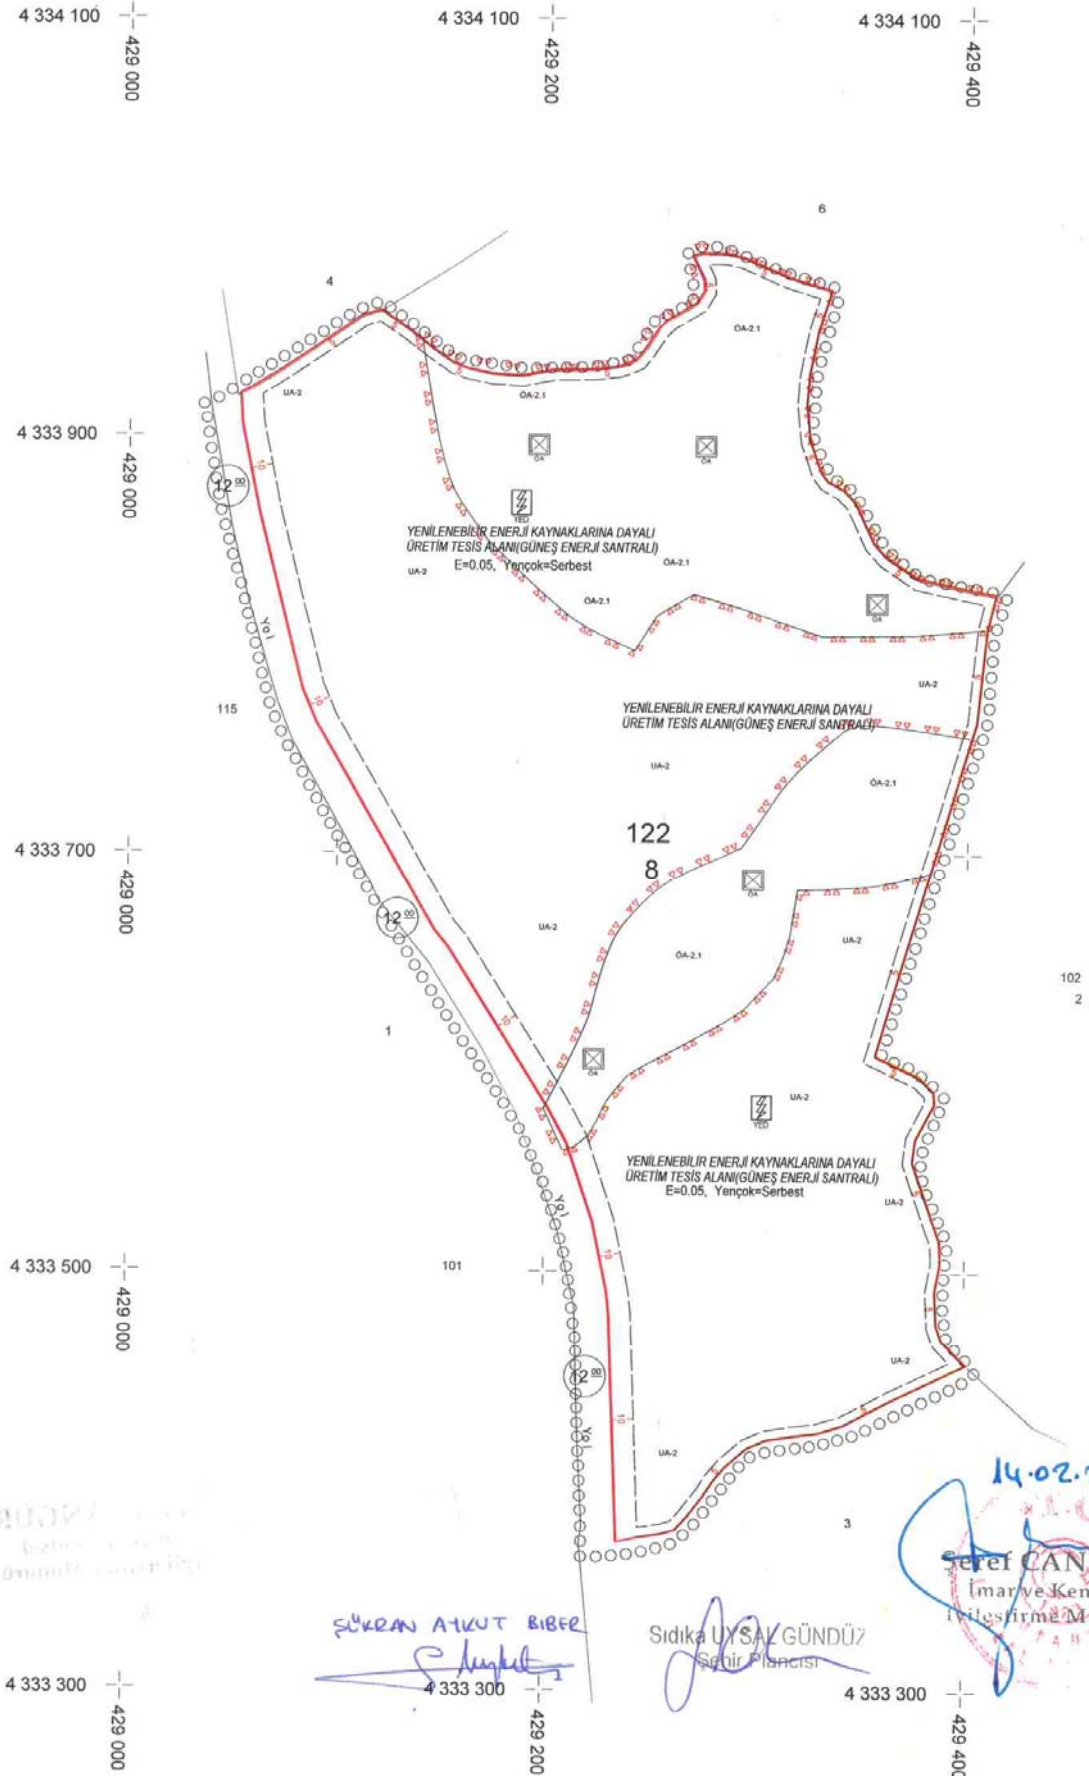 4 334 100
4 334 100
4 334 100
429 000
429 200
429 400
6
4
ÖA-2.1
UA-2
ÖA-2.1
4 333 900
429 000
10
12 00
ÖA
ÖA
YED
YENİLENEBİLİR ENERJİ KAYNAKLARINA DAYALI
ÜRETİM TESİS ALANI(GÜNEŞ ENERJİ SANTRALİ)
E=0.05, Yençok=Serbest
UA-2
ÖA-2.1
ÖA-2.1
ÖA
Yol
UA-2
10
115
YENİLENEBİLİR ENERJİ KAYNAKLARINA DAYALI
ÜRETİM TESİS ALANI(GÜNEŞ ENERJİ SANTRALİ)
UA-2
ÖA-2.1
122
8
4 333 700
429 000
ÖA
12 00
UA-2
UA-2
ÖA-2.1
102
2
10
1
ÖA
UA-2
YED
YENİLENEBİLİR ENERJİ KAYNAKLARINA DAYALI
ÜRETİM TESİS ALANI(GÜNEŞ ENERJİ SANTRALİ)
E=0.05, Yençok=Serbest
UA-2
Yol
10
4 333 500
429 000
101
UA-2
12 00
10
Yol
UA-2
14.02.
3
Şeref CAN
İmar ve Ken
İyileştirme M
ŞÜKRAN AYKUT BİBER
Sıdıka UYSAL GÜNDÜZ
Şehir Plancısı
4 333 300
4 333 300
4 333 300
429 000
429 200
429 400